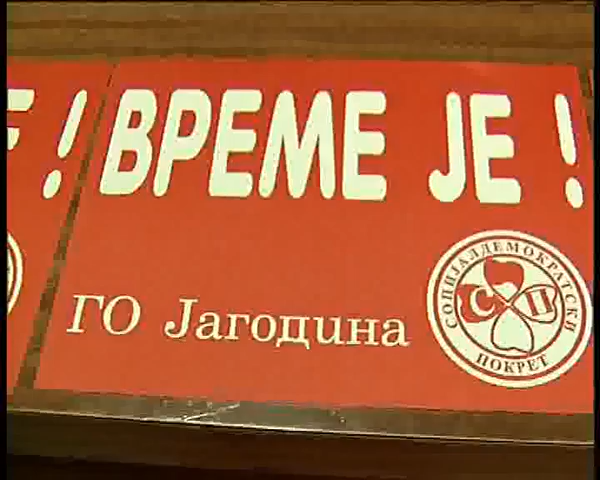 Е !
ВРЕМЕ ЈЕ !
ГО Јагодина
СОЦИЈАЛДЕМОКРАТСКИ
С П
ПОКРЕТ